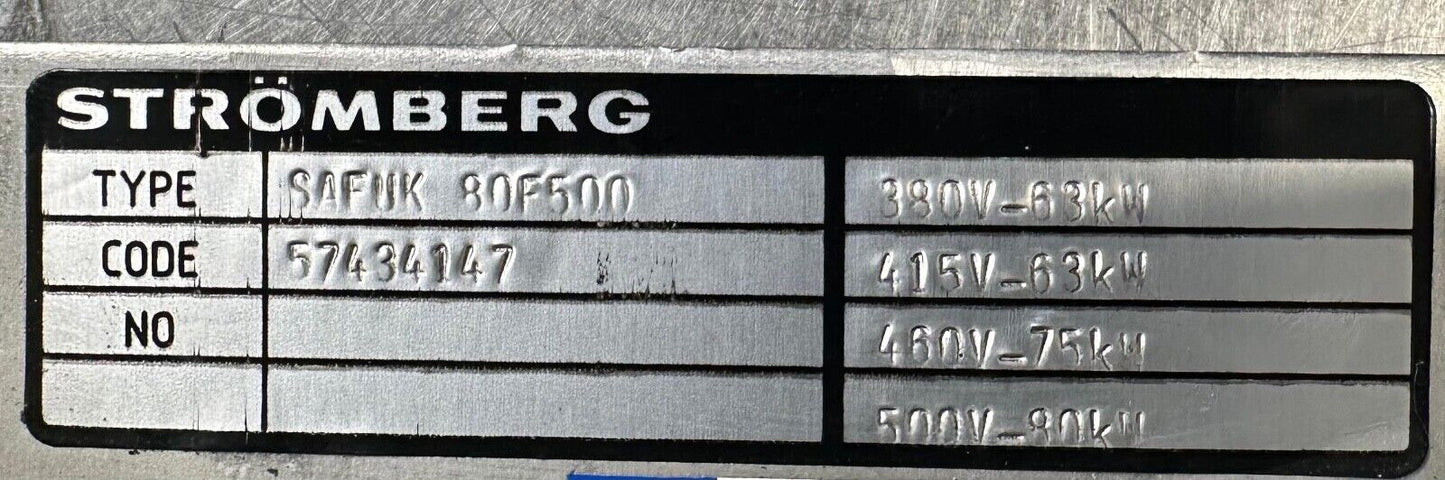 STRÖMBERG
TYPE SAFUK 80F500 380V-63kW
CODE 57434147 415V-63kW
NO 460V-75kW
500V-80kW